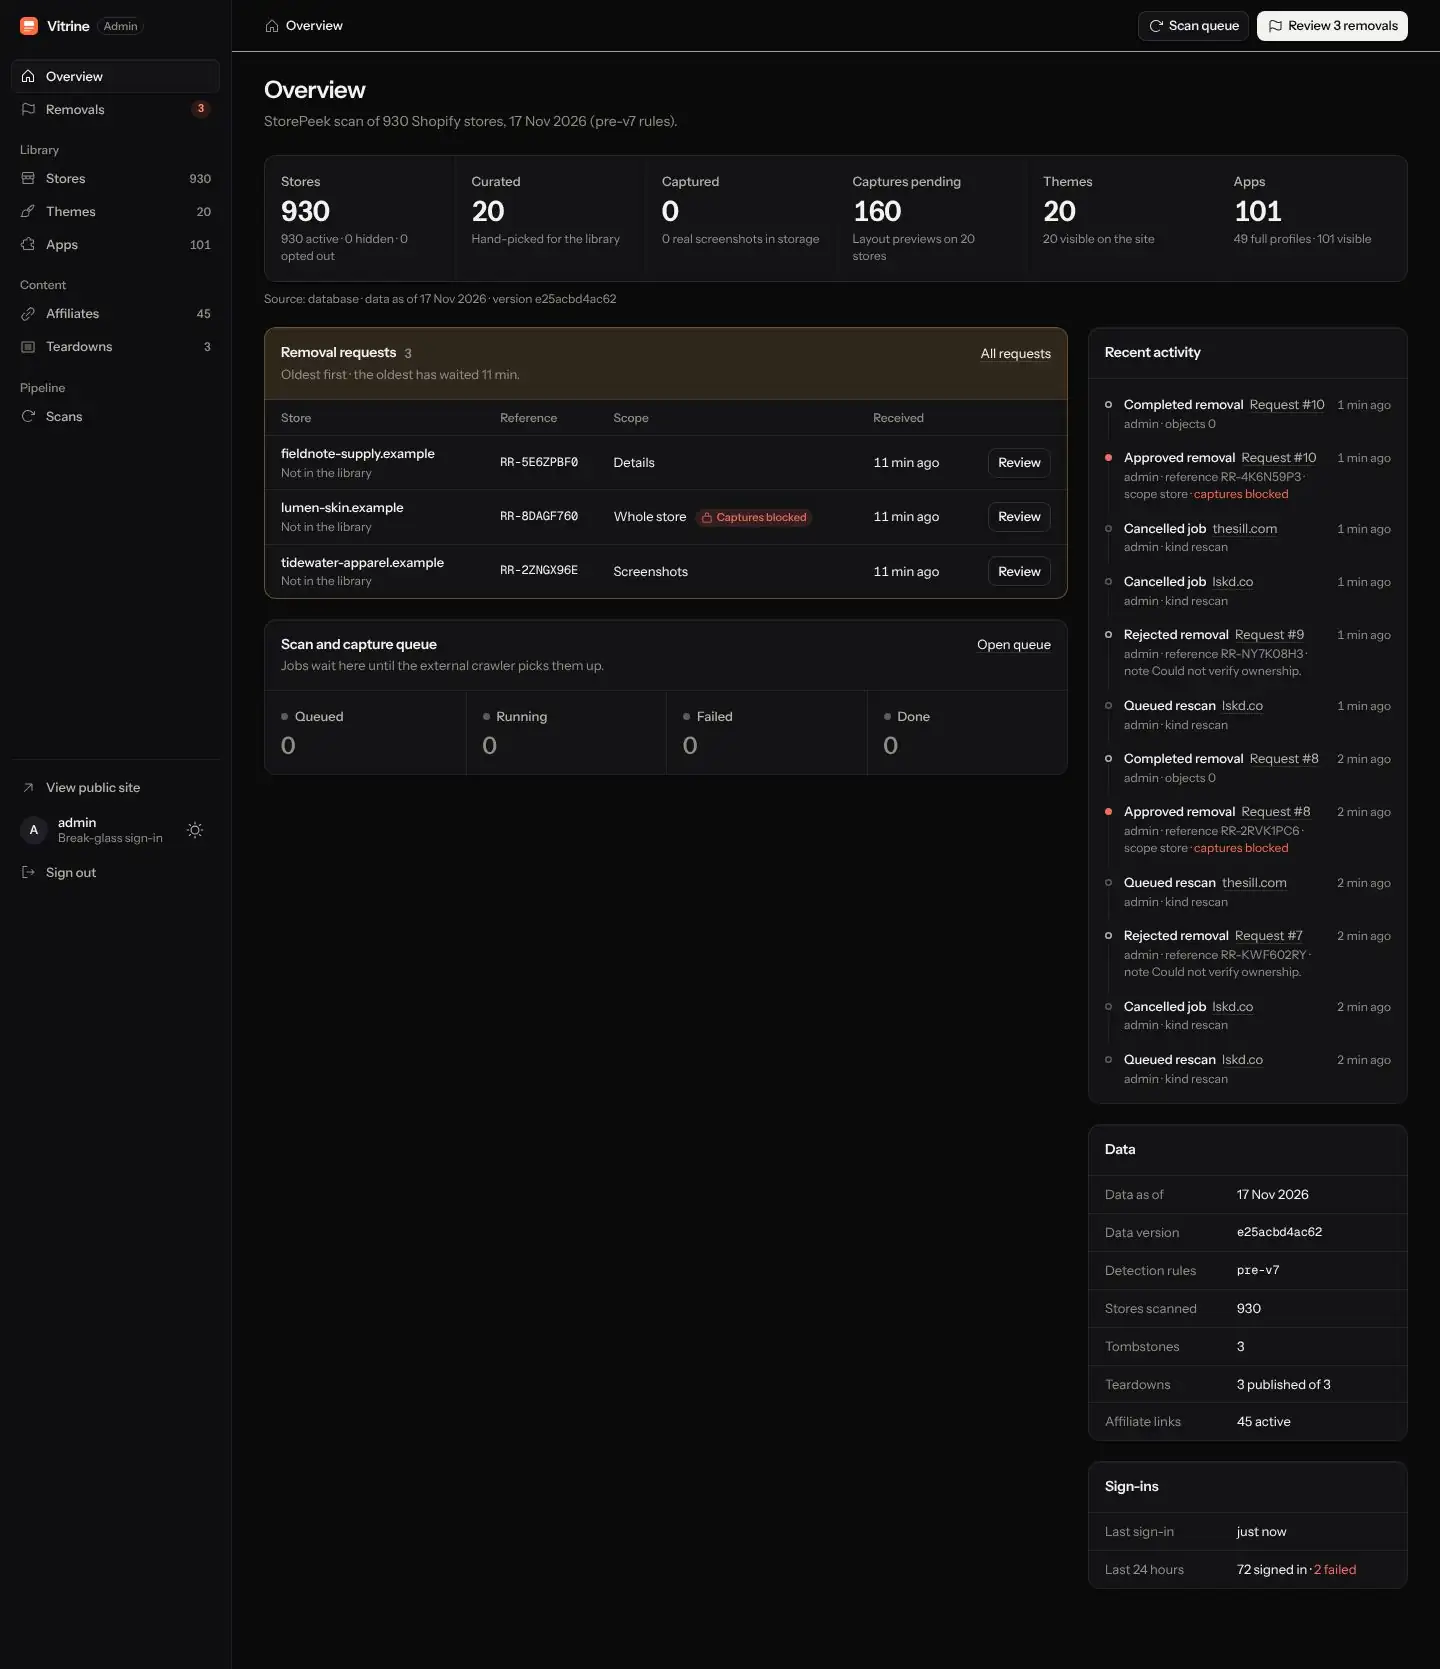 Vitrine Admin
Overview
Removals 3
Library
Stores 930
Themes 20
Apps 101
Content
Affiliates 45
Teardowns 3
Pipeline
Scans
View public site
A
admin
Break-glass sign-in
Sign out
Overview
Scan queue
Review 3 removals
Overview
StorePeek scan of 930 Shopify stores, 17 Nov 2026 (pre-v7 rules).
Stores
930
930 active · 0 hidden · 0
opted out
Curated
20
Hand-picked for the library
Captured
0
0 real screenshots in storage
Captures pending
160
Layout previews on 20
stores
Themes
20
20 visible on the site
Apps
101
49 full profiles · 101 visible
Source: database · data as of 17 Nov 2026 · version e25acbd4ac62
Removal requests 3
All requests
Oldest first · the oldest has waited 11 min.
Store Reference Scope Received
fieldnote-supply.example
Not in the library
RR-5E6ZPBF0 Details 11 min ago Review
lumen-skin.example
Not in the library
RR-8DAGF760 Whole store Captures blocked 11 min ago Review
tidewater-apparel.example
Not in the library
RR-2ZNGX96E Screenshots 11 min ago Review
Scan and capture queue
Open queue
Jobs wait here until the external crawler picks them up.
Queued
0
Running
0
Failed
0
Done
0
Recent activity
Completed removal Request #10 1 min ago
admin · objects 0
Approved removal Request #10 1 min ago
admin · reference RR-4K6N59P3 ·
scope store · captures blocked
Cancelled job thesill.com 1 min ago
admin · kind rescan
Cancelled job lskd.co 1 min ago
admin · kind rescan
Rejected removal Request #9 1 min ago
admin · reference RR-NY7K08H3 ·
note Could not verify ownership.
Queued rescan lskd.co 1 min ago
admin · kind rescan
Completed removal Request #8 2 min ago
admin · objects 0
Approved removal Request #8 2 min ago
admin · reference RR-2RVK1PC6 ·
scope store · captures blocked
Queued rescan thesill.com 2 min ago
admin · kind rescan
Rejected removal Request #7 2 min ago
admin · reference RR-KWF602RY ·
note Could not verify ownership.
Cancelled job lskd.co 2 min ago
admin · kind rescan
Queued rescan lskd.co 2 min ago
admin · kind rescan
Data
Data as of 17 Nov 2026
Data version e25acbd4ac62
Detection rules pre-v7
Stores scanned 930
Tombstones 3
Teardowns 3 published of 3
Affiliate links 45 active
Sign-ins
Last sign-in just now
Last 24 hours 72 signed in · 2 failed